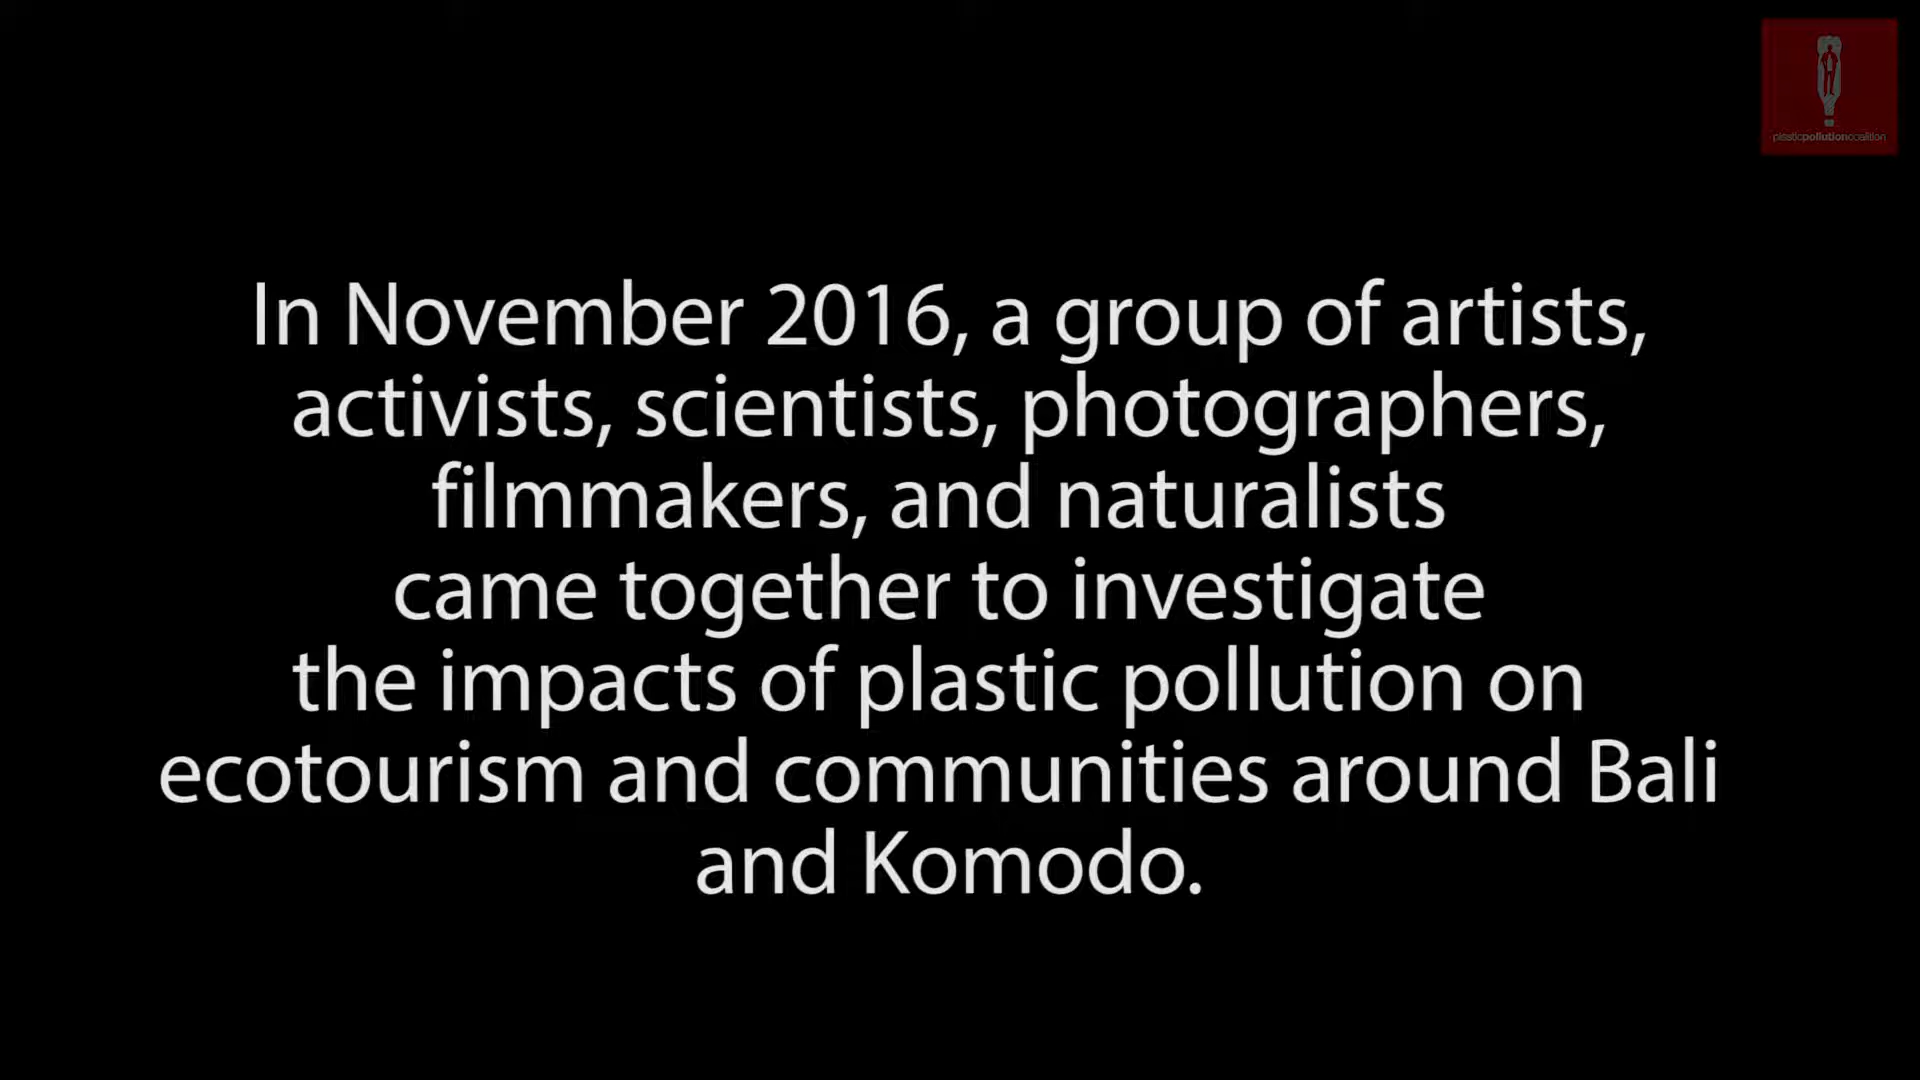 plasticpollutioncoalition
In November 2016, a group of artists,
activists, scientists, photographers,
filmmakers, and naturalists
came together to investigate
the impacts of plastic pollution on
ecotourism and communities around Bali
and Komodo.